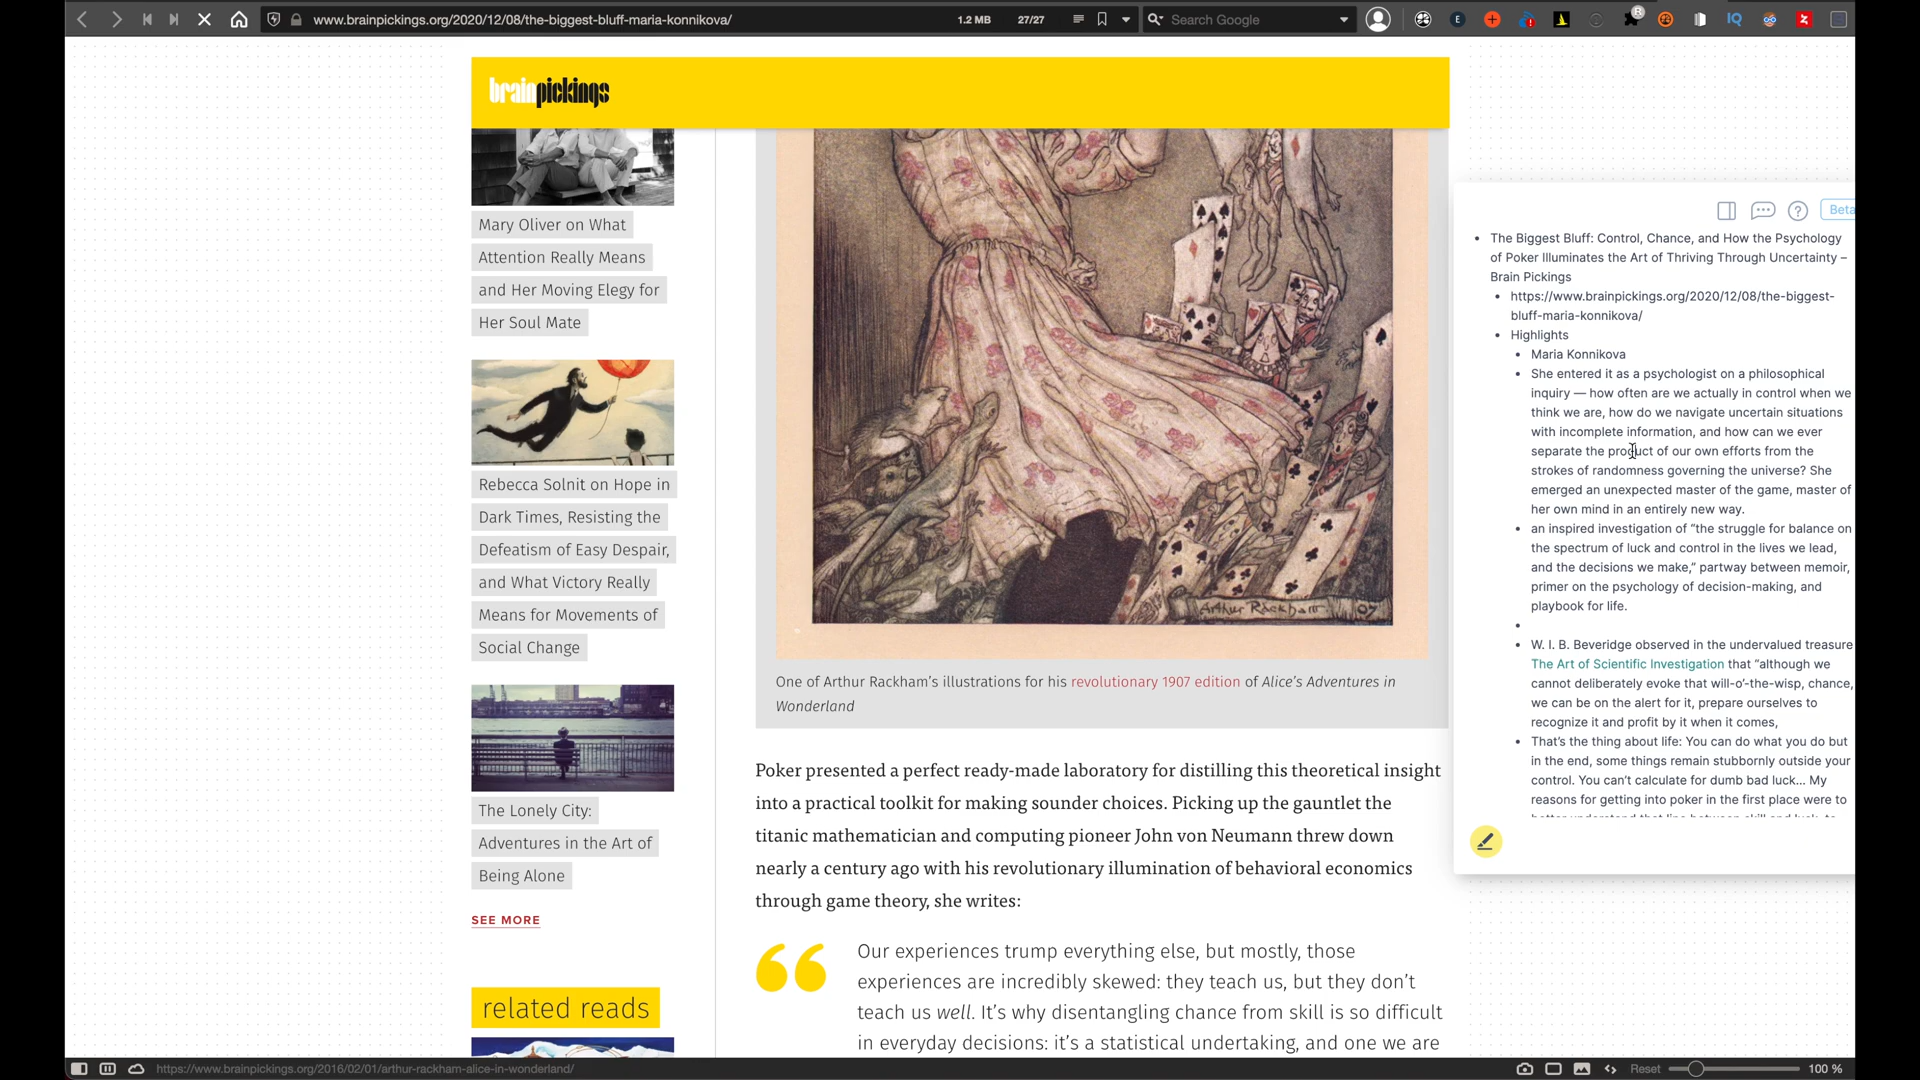 www.brainpickings.org/2020/12/08/the-biggest-bluff-maria-konnikova/
1.2 MB
27/27
Search Google
E
R
IQ
brainpickings
Mary Oliver on What
Attention Really Means
and Her Moving Elegy for
Her Soul Mate
Rebecca Solnit on Hope in
Dark Times, Resisting the
Defeatism of Easy Despair,
and What Victory Really
Means for Movements of
Social Change
The Lonely City:
Adventures in the Art of
Being Alone
SEE MORE
related reads
Arthur Rackham 07
One of Arthur Rackham’s illustrations for his revolutionary 1907 edition of Alice’s Adventures in
Wonderland
Poker presented a perfect ready-made laboratory for distilling this theoretical insight
into a practical toolkit for making sounder choices. Picking up the gauntlet the
titanic mathematician and computing pioneer John von Neumann threw down
nearly a century ago with his revolutionary illumination of behavioral economics
through game theory, she writes:
Our experiences trump everything else, but mostly, those
experiences are incredibly skewed: they teach us, but they don’t
teach us well. It’s why disentangling chance from skill is so difficult
in everyday decisions: it’s a statistical undertaking, and one we are
Beta
The Biggest Bluff: Control, Chance, and How the Psychology
of Poker Illuminates the Art of Thriving Through Uncertainty –
Brain Pickings
https://www.brainpickings.org/2020/12/08/the-biggest-
bluff-maria-konnikova/
Highlights
Maria Konnikova
She entered it as a psychologist on a philosophical
inquiry — how often are we actually in control when we
think we are, how do we navigate uncertain situations
with incomplete information, and how can we ever
separate the product of our own efforts from the
strokes of randomness governing the universe? She
emerged an unexpected master of the game, master of
her own mind in an entirely new way.
an inspired investigation of “the struggle for balance on
the spectrum of luck and control in the lives we lead,
and the decisions we make,” partway between memoir,
primer on the psychology of decision-making, and
playbook for life.
W. I. B. Beveridge observed in the undervalued treasure
The Art of Scientific Investigation that “although we
cannot deliberately evoke that will-o’-the-wisp, chance,
we can be on the alert for it, prepare ourselves to
recognize it and profit by it when it comes,
That’s the thing about life: You can do what you do but
in the end, some things remain stubbornly outside your
control. You can’t calculate for dumb bad luck... My
reasons for getting into poker in the first place were to
better understand that line between skill and luck, to
https://www.brainpickings.org/2016/02/01/arthur-rackham-alice-in-wonderland/
Reset
100 %